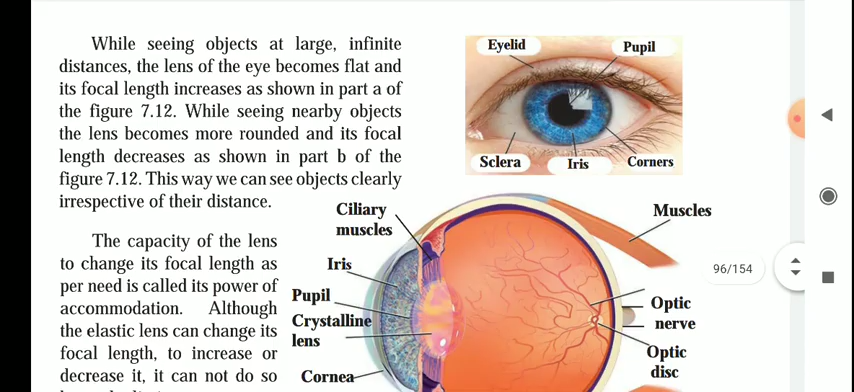 While seeing objects at large, infinite
distances, the lens of the eye becomes flat and
its focal length increases as shown in part a of
the figure 7.12. While seeing nearby objects
the lens becomes more rounded and its focal
length decreases as shown in part b of the
figure 7.12. This way we can see objects clearly
irrespective of their distance.
The capacity of the lens
to change its focal length as
per need is called its power of
accommodation. Although
the elastic lens can change its
focal length, to increase or
decrease it, it can not do so
Eyelid
Pupil
Sclera
Iris
Corners
Ciliary
muscles
Muscles
Iris
Pupil
Crystalline
lens
Cornea
Optic
nerve
Optic
disc
96/154